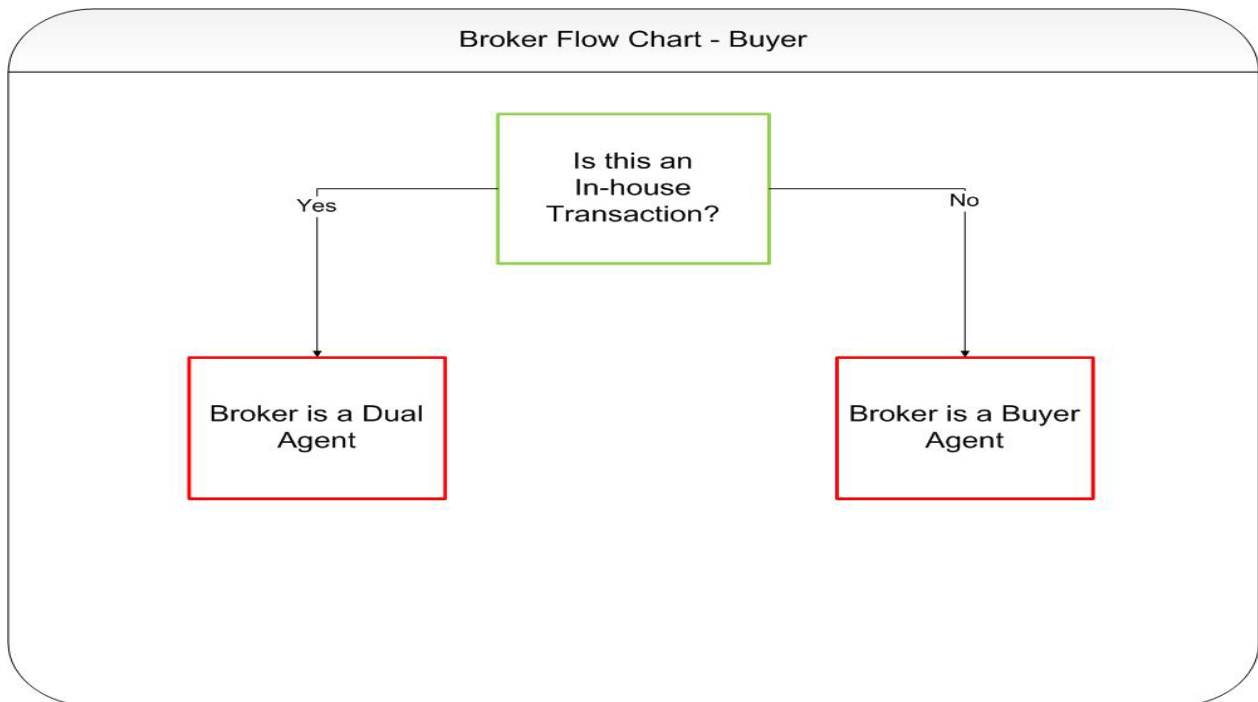 Broker Flow Chart - Buyer
Is this an
In-house
Transaction?
Yes
No
Broker is a Dual
Agent
Broker is a Buyer
Agent